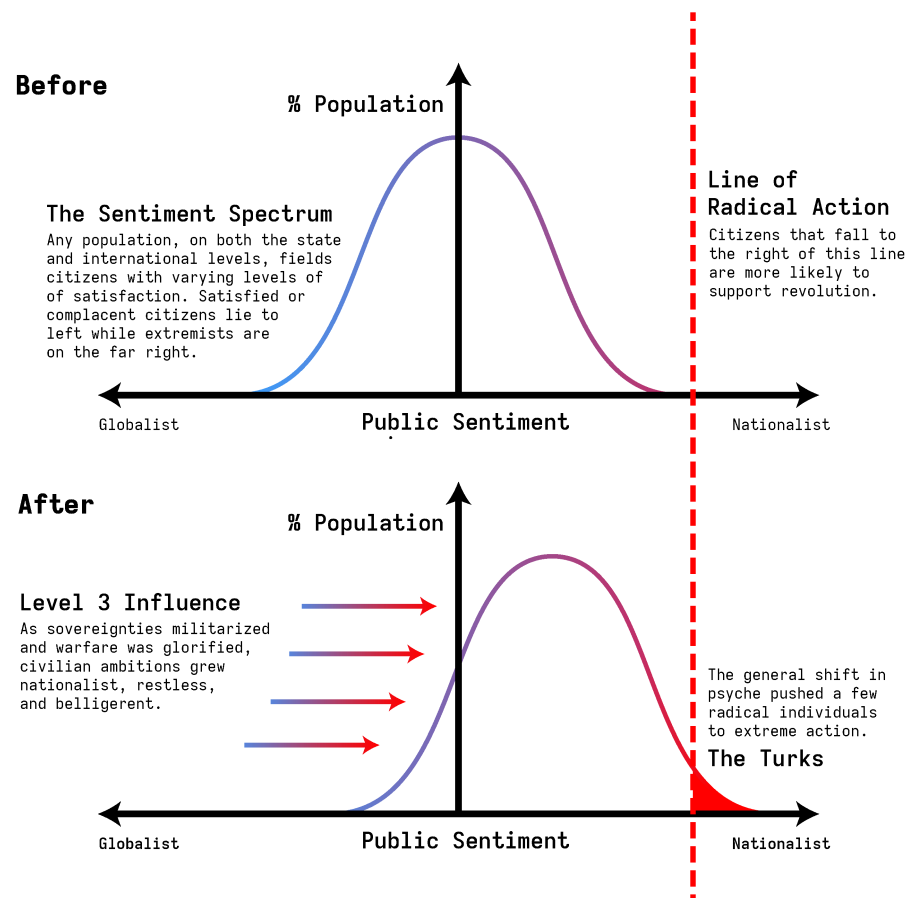 Before
% Population
The Sentiment Spectrum
Any population, on both the state
and international levels, fields
citizens with varying levels of
of satisfaction. Satisfied or
complacent citizens lie to
left while extremists are
on the far right.
Line of
Radical Action
Citizens that fall to
the right of this line
are more likely to
support revolution.
Globalist
Public Sentiment
Nationalist
After
% Population
Level 3 Influence
As sovereignties militarized
and warfare was glorified,
civilian ambitions grew
nationalist, restless,
and belligerent.
The general shift in
psyche pushed a few
radical individuals
to extreme action.
The Turks
Globalist
Public Sentiment
Nationalist